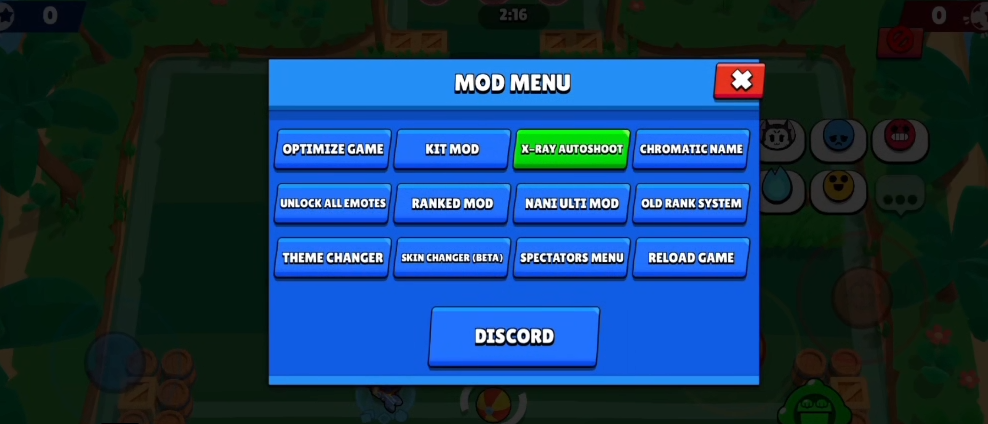 0
2:16
0
MOD MENU
OPTIMIZE GAME
KIT MOD
X-RAY AUTOSHOOT
CHROMATIC NAME
UNLOCK ALL EMOTES
RANKED MOD
NANI ULTI MOD
OLD RANK SYSTEM
THEME CHANGER
SKIN CHANGER (BETA)
SPECTATORS MENU
RELOAD GAME
DISCORD